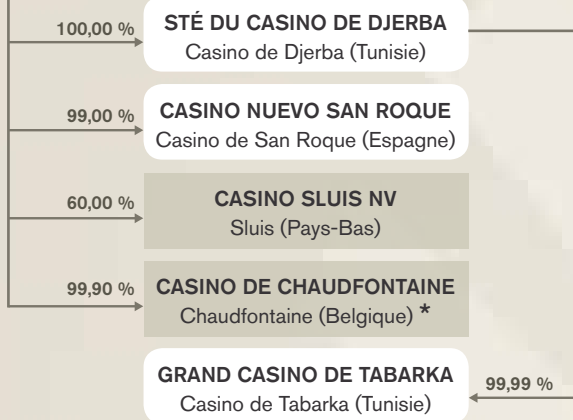 100,00 %
STÉ DU CASINO DE DJERBA
Casino de Djerba (Tunisie)
99,00 %
CASINO NUEVO SAN ROQUE
Casino de San Roque (Espagne)
60,00 %
CASINO SLUIS NV
Sluis (Pays-Bas)
99,90 %
CASINO DE CHAUDFONTAINE
Chaudfontaine (Belgique) *
GRAND CASINO DE TABARKA
Casino de Tabarka (Tunisie)
99,99 %